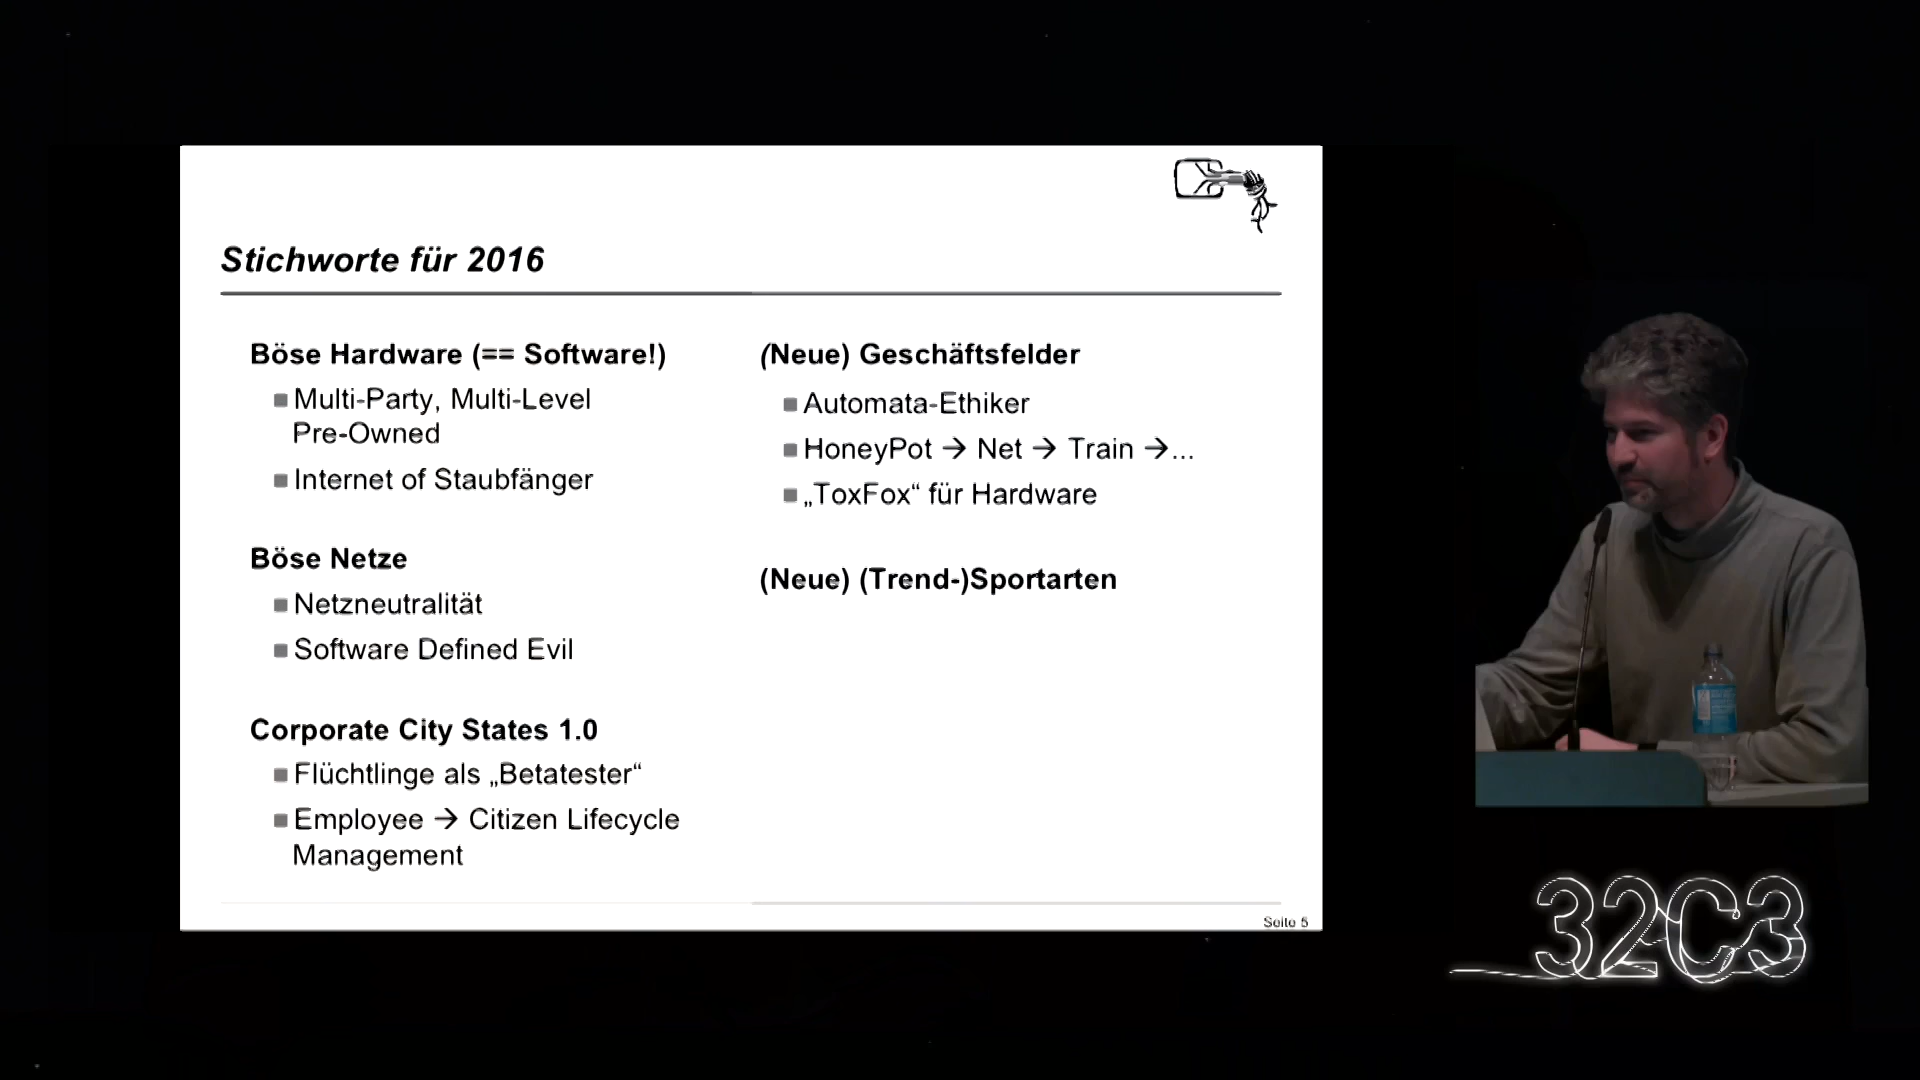 Stichworte für 2016
Böse Hardware (== Software!)
Multi-Party, Multi-Level
Pre-Owned
Internet of Staubfänger
Böse Netze
Netzneutralität
Software Defined Evil
Corporate City States 1.0
Flüchtlinge als „Betatester“
Employee → Citizen Lifecycle
Management
(Neue) Geschäftsfelder
Automata-Ethiker
HoneyPot → Net → Train →...
„ToxFox“ für Hardware
(Neue) (Trend-)Sportarten
Seite 5
32C3